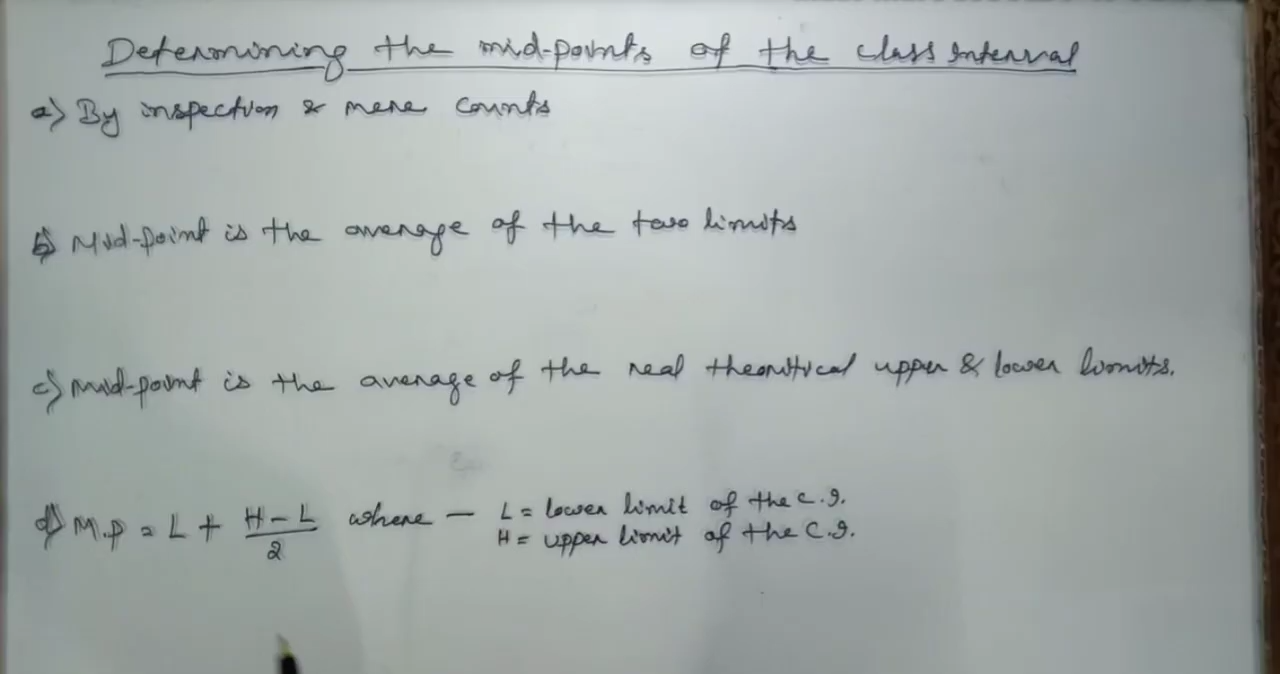 Determining the mid-points of the class Interval
a) By inspection & mere counts
b) Mid-point is the average of the two limits
c) Mid-point is the average of the real theoritical upper & lower limits.
d) M.P = L + H - L / 2 where — L = lower limit of the C.I.
H = upper limit of the C.I.